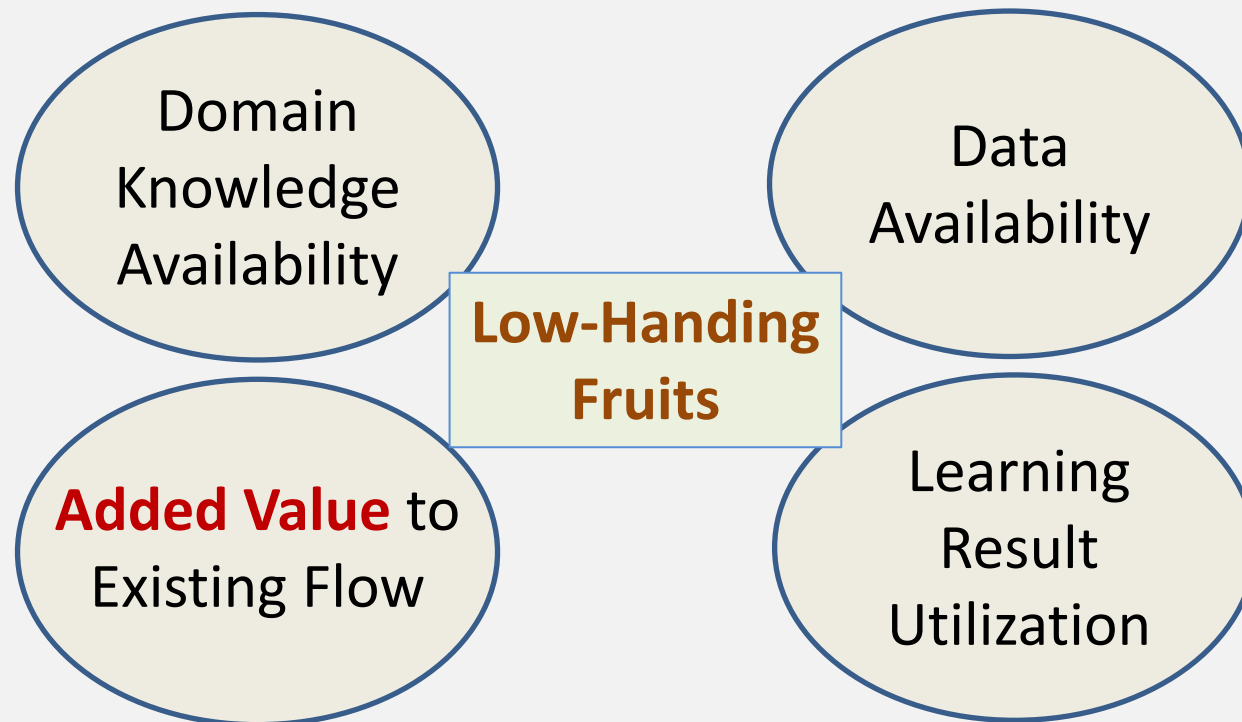 Domain
Knowledge
Availability
Data
Availability
Low-Handing
Fruits
Added Value to
Existing Flow
Learning
Result
Utilization